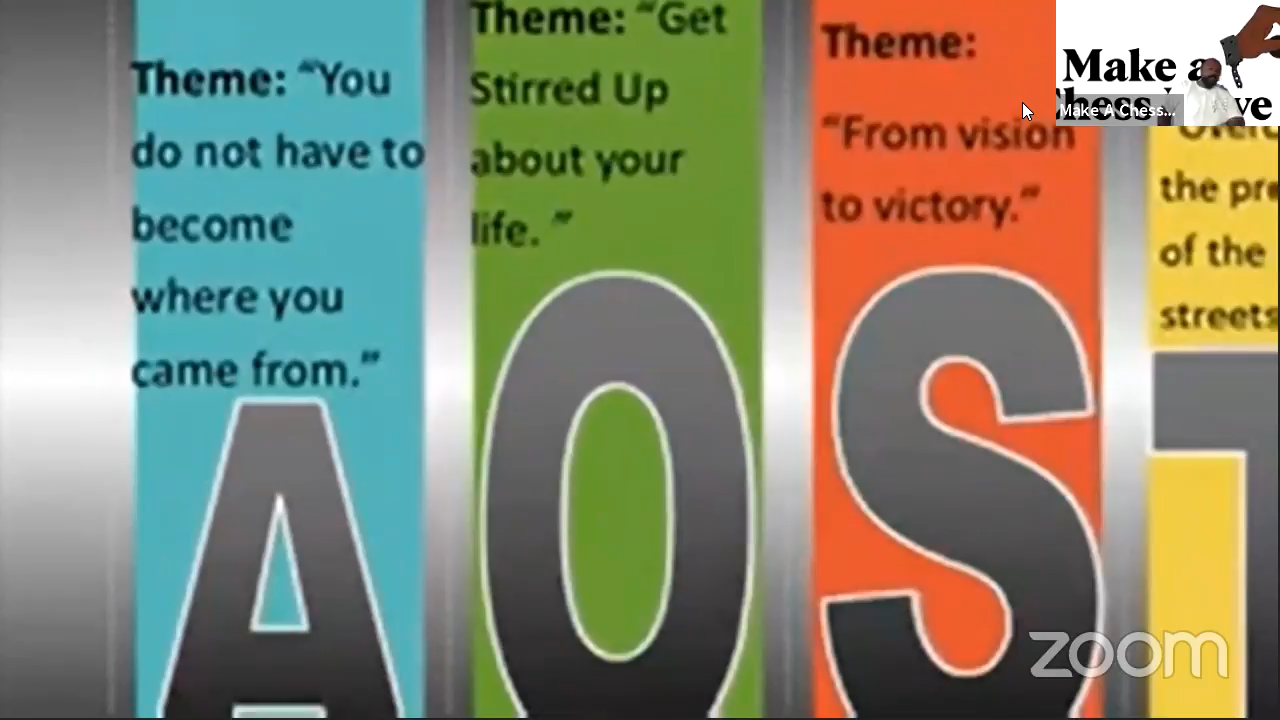 Theme: “You
do not have to
become
where you
came from.”
A
Theme: “Get
Stirred Up
about your
life. ”
O
Theme:
“From vision
to victory.”
S
the
of the
streets
T
Make a
Make A Chess...
zoom